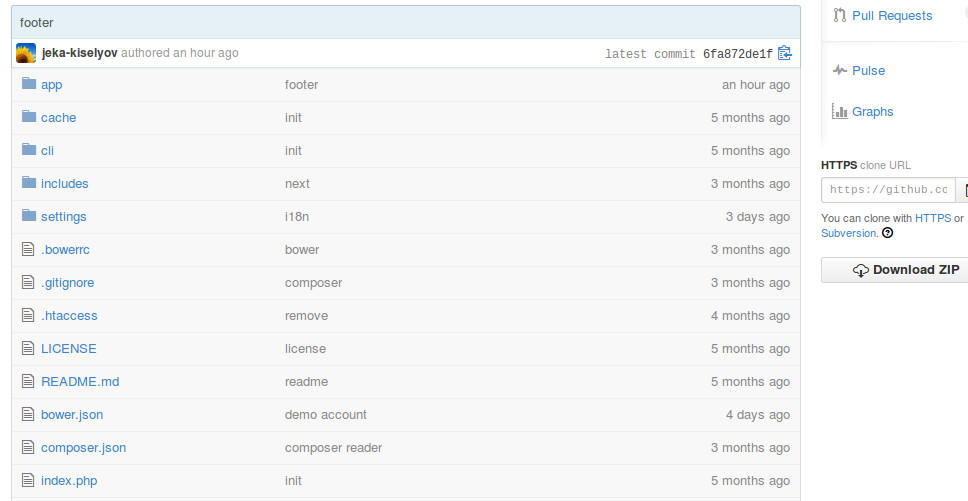 footer
jeka-kiselyov authored an hour ago latest commit 6fa872de1f
app footer an hour ago
cache init 5 months ago
cli init 5 months ago
includes next 3 months ago
settings i18n 3 days ago
.bowerrc bower 3 months ago
.gitignore composer 3 months ago
.htaccess remove 4 months ago
LICENSE license 5 months ago
README.md readme 5 months ago
bower.json demo account 4 days ago
composer.json composer reader 3 months ago
index.php init 5 months ago
Pull Requests
Pulse
Graphs
HTTPS clone URL
https://github.cc
You can clone with HTTPS or
Subversion.
Download ZIP